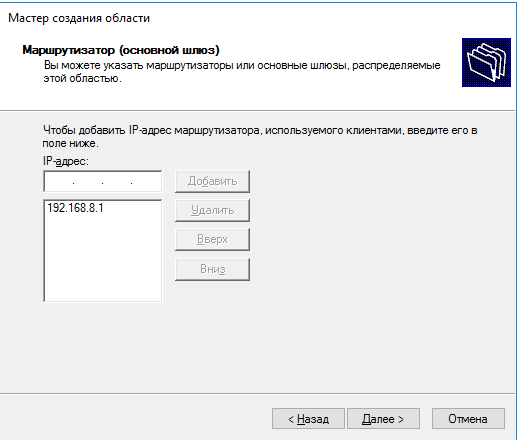 Мастер создания области
Маршрутизатор (основной шлюз)
Вы можете указать маршрутизаторы или основные шлюзы, распределяемые
этой областью.
Чтобы добавить IP-адрес маршрутизатора, используемого клиентами, введите его в
поле ниже.
IP-адрес:
. . .
Добавить
192.168.8.1
Удалить
Вверх
Вниз
< Назад
Далее >
Отмена